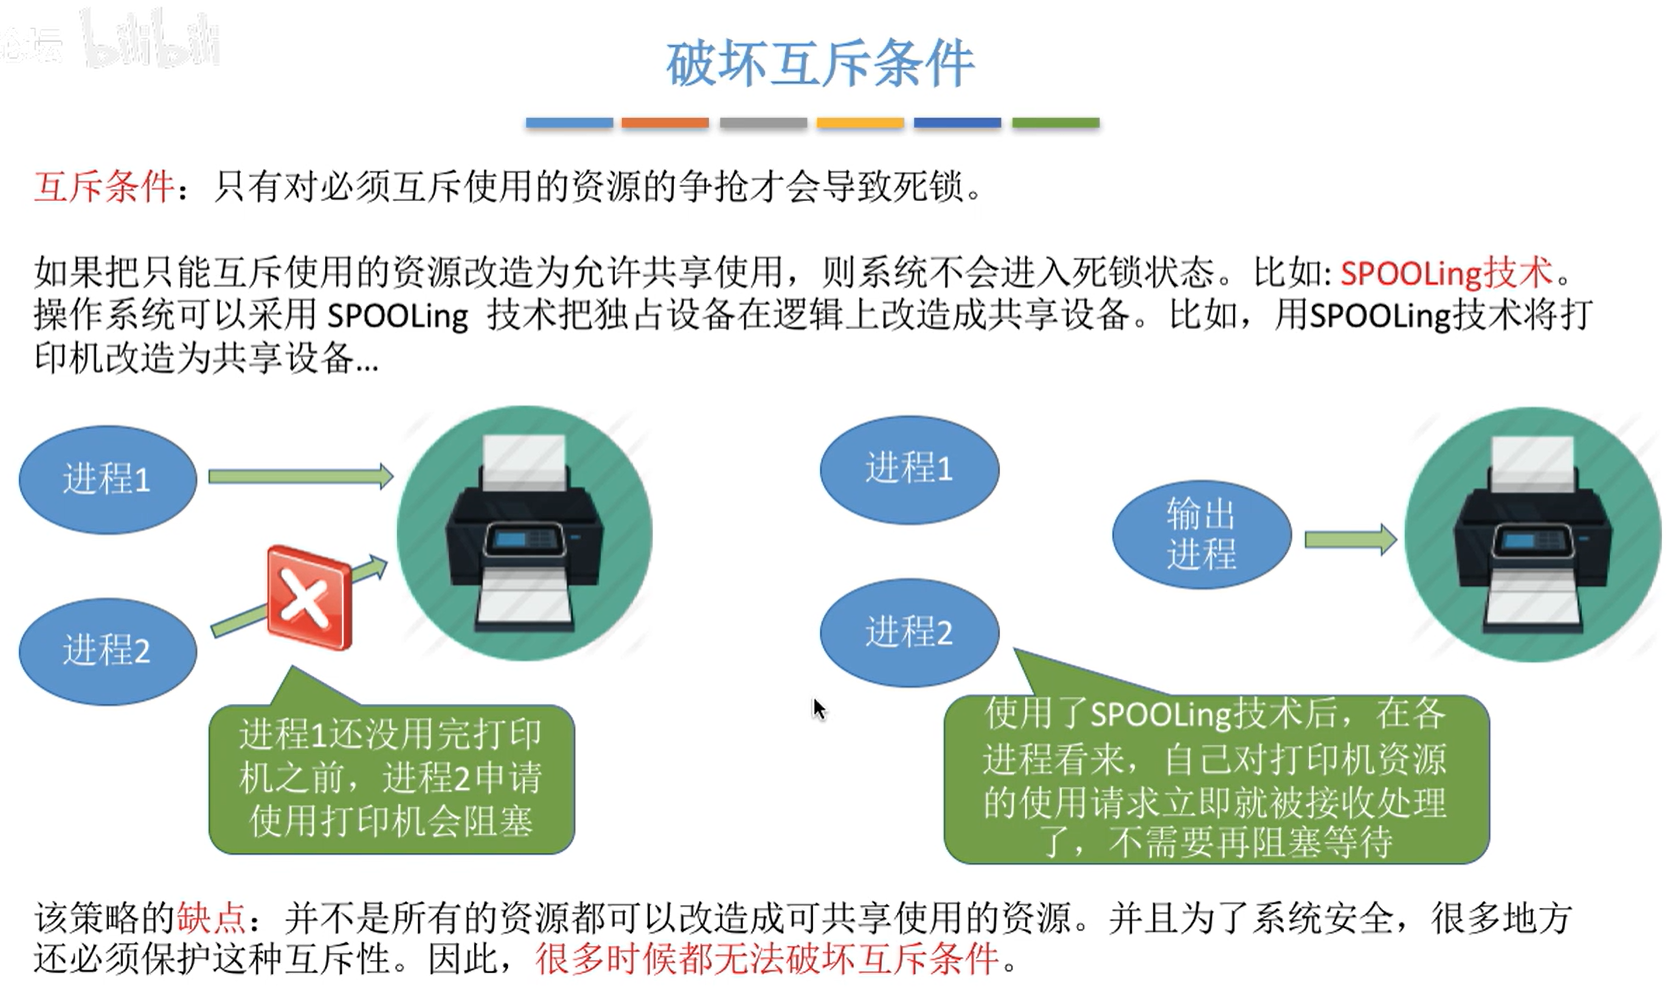 论坛 bilibili
破坏互斥条件
互斥条件：只有对必须互斥使用的资源的争抢才会导致死锁。
如果把只能互斥使用的资源改造为允许共享使用，则系统不会进入死锁状态。比如: SPOOLing技术。
操作系统可以采用 SPOOLing 技术把独占设备在逻辑上改造成共享设备。比如，用SPOOLing技术将打
印机改造为共享设备...
进程1
进程2
进程1还没用完打印
机之前，进程2申请
使用打印机会阻塞
进程1
进程2
输出
进程
使用了SPOOLing技术后，在各
进程看来，自己对打印机资源
的使用请求立即就被接收处理
了，不需要再阻塞等待
该策略的缺点：并不是所有的资源都可以改造成可共享使用的资源。并且为了系统安全，很多地方
还必须保护这种互斥性。因此，很多时候都无法破坏互斥条件。